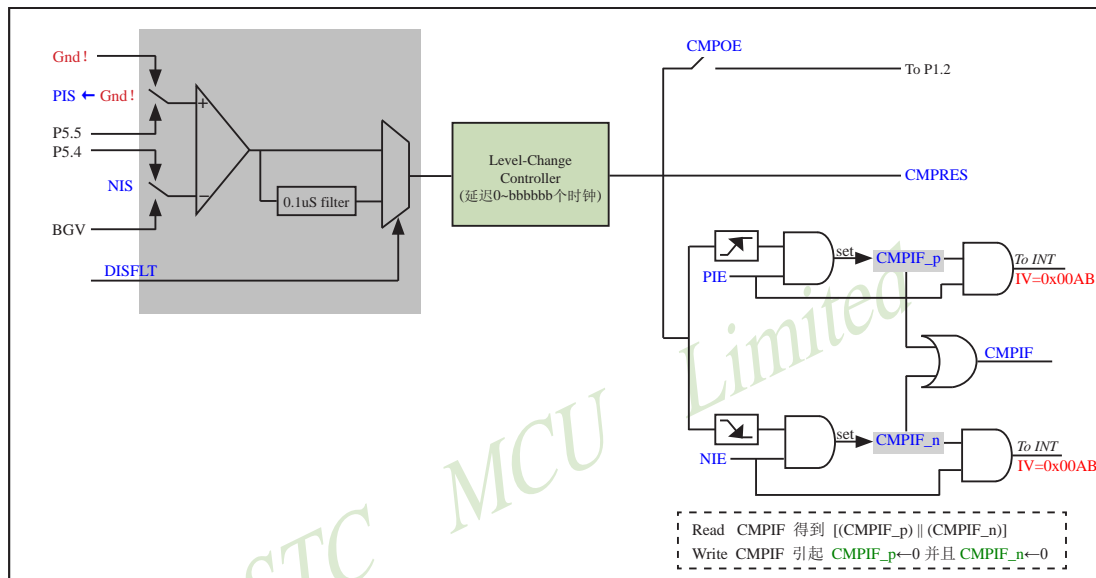 Gnd!
PIS ← Gnd!
P5.5
P5.4
NIS
BGV
DISFLT
+
−
0.1uS filter
Level-Change
Controller
(延迟0~bbbbbb个时钟)
CMPOE
To P1.2
CMPRES
PIE
set
CMPIF_p
To INT
IV=0x00AB
CMPIF
NIE
set
CMPIF_n
To INT
IV=0x00AB
Read CMPIF 得到 [(CMPIF_p) || (CMPIF_n)]
Write CMPIF 引起 CMPIF_p←0 并且 CMPIF_n←0
STC MCU Limited